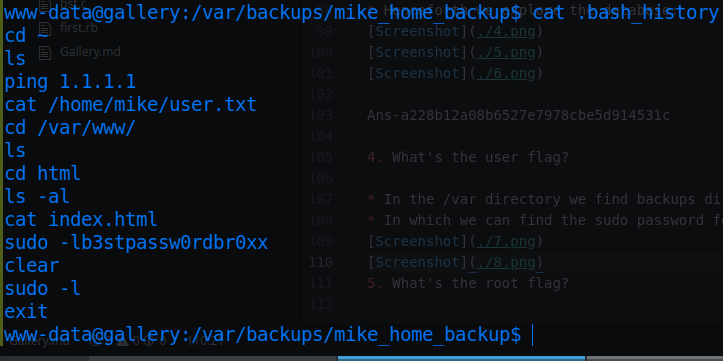 www-data@gallery:/var/backups/mike_home_backup$ cat .bash_history
cd ~
ls
ping 1.1.1.1
cat /home/mike/user.txt
cd /var/www/
ls
cd html
ls -al
cat index.html
sudo -lb3stpassw0rdbr0xx
clear
sudo -l
exit
www-data@gallery:/var/backups/mike_home_backup$
first.rb
Gallery.md
99 [Screenshot](./4.png)
100 [Screenshot](./5.png)
101 [Screenshot](./6.png)
102
103 Ans-a228b12a08b6527e7978cbe5d914531c
104
105 4. What's the user flag?
106
107 * In the /var directory we find backups di
108 * In which we can find the sudo password f
109 [Screenshot](./7.png)
110 [Screenshot](./8.png)
111 5. What's the root flag?
112